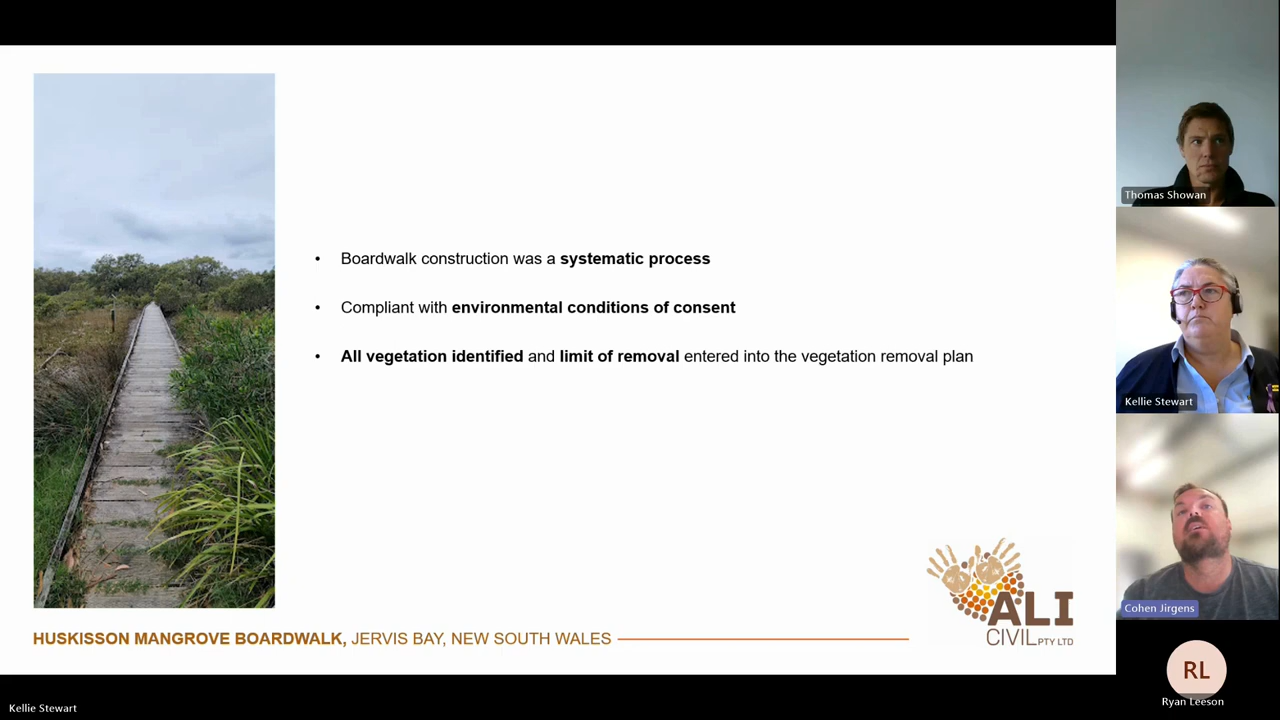 • Boardwalk construction was a systematic process
• Compliant with environmental conditions of consent
• All vegetation identified and limit of removal entered into the vegetation removal plan
ALI
CIVIL PTY LTD
HUSKISSON MANGROVE BOARDWALK, JERVIS BAY, NEW SOUTH WALES
Kellie Stewart
Thomas Showan
Kellie Stewart
Cohen Jirgens
RL
Ryan Leeson